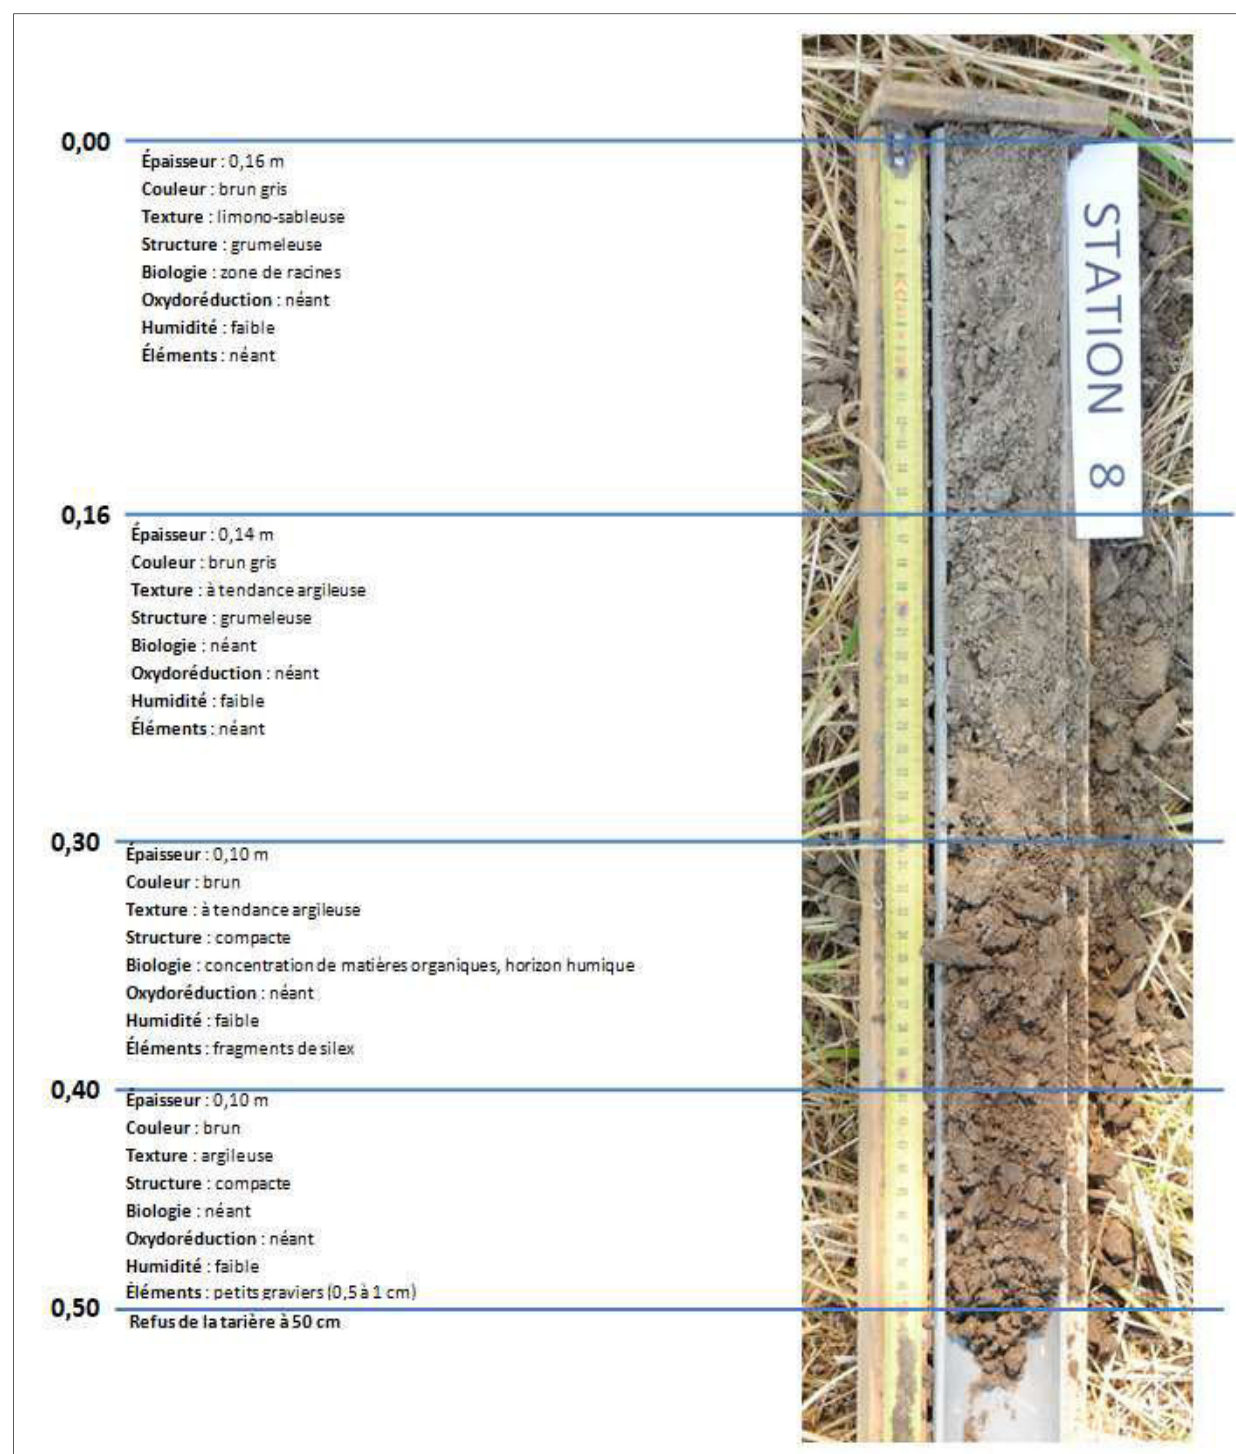 0,00
Épaisseur : 0,16 m
Couleur : brun gris
Texture : limono-sableuse
Structure : grumeleuse
Biologie : zone de racines
Oxydoréduction : néant
Humidité : faible
Éléments : néant
STATION 8
0,16
Épaisseur : 0,14 m
Couleur : brun gris
Texture : à tendance argileuse
Structure : grumeleuse
Biologie : néant
Oxydoréduction : néant
Humidité : faible
Éléments : néant
0,30
Épaisseur : 0,10 m
Couleur : brun
Texture : à tendance argileuse
Structure : compacte
Biologie : concentration de matières organiques, horizon humique
Oxydoréduction : néant
Humidité : faible
Éléments : fragments de silex
0,40
Épaisseur : 0,10 m
Couleur : brun
Texture : argileuse
Structure : compacte
Biologie : néant
Oxydoréduction : néant
Humidité : faible
Éléments : petits graviers (0,5 à 1 cm)
0,50
Refus de la tarière à 50 cm